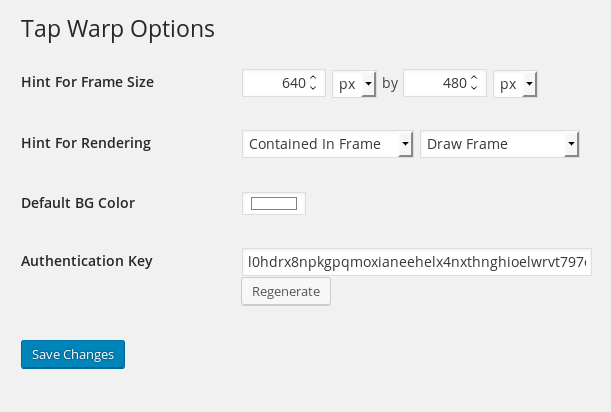 Tap Warp Options
Hint For Frame Size 640 px by 480 px
Hint For Rendering Contained In Frame Draw Frame
Default BG Color
Authentication Key l0hdrx8npkgpqmoxianeehelx4nxthnghioelwrvt797
Regenerate
Save Changes